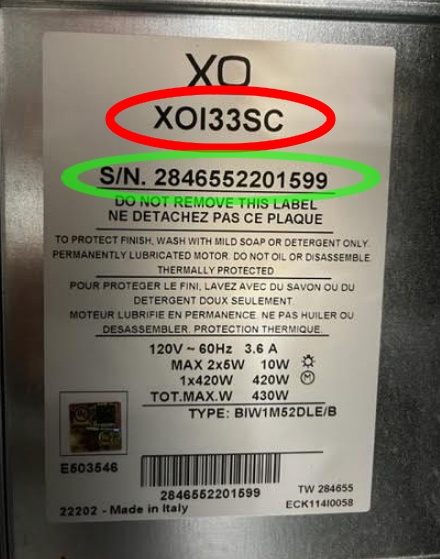 XO
XOI33SC
S/N. 2846552201599
DO NOT REMOVE THIS LABEL
NE DETACHEZ PAS CE PLAQUE
TO PROTECT FINISH, WASH WITH MILD SOAP OR DETERGENT ONLY.
PERMANENTLY LUBRICATED MOTOR. DO NOT OIL OR DISASSEMBLE.
THERMALLY PROTECTED
POUR PROTEGER LE FINI, LAVEZ AVEC DU SAVON OU DU
DETERGENT DOUX SEULEMENT.
MOTEUR LUBRIFIE EN PERMANENCE. NE PAS HUILER OU
DESASSEMBLER. PROTECTION THERMIQUE.
120V ~ 60Hz 3.6 A
MAX 2x5W 10W
1x420W 420W M
TOT.MAX.W 430W
TYPE: BIW1M52DLE/B
E503546
2846552201599
TW 284655
22202 - Made in Italy
ECK114I0058